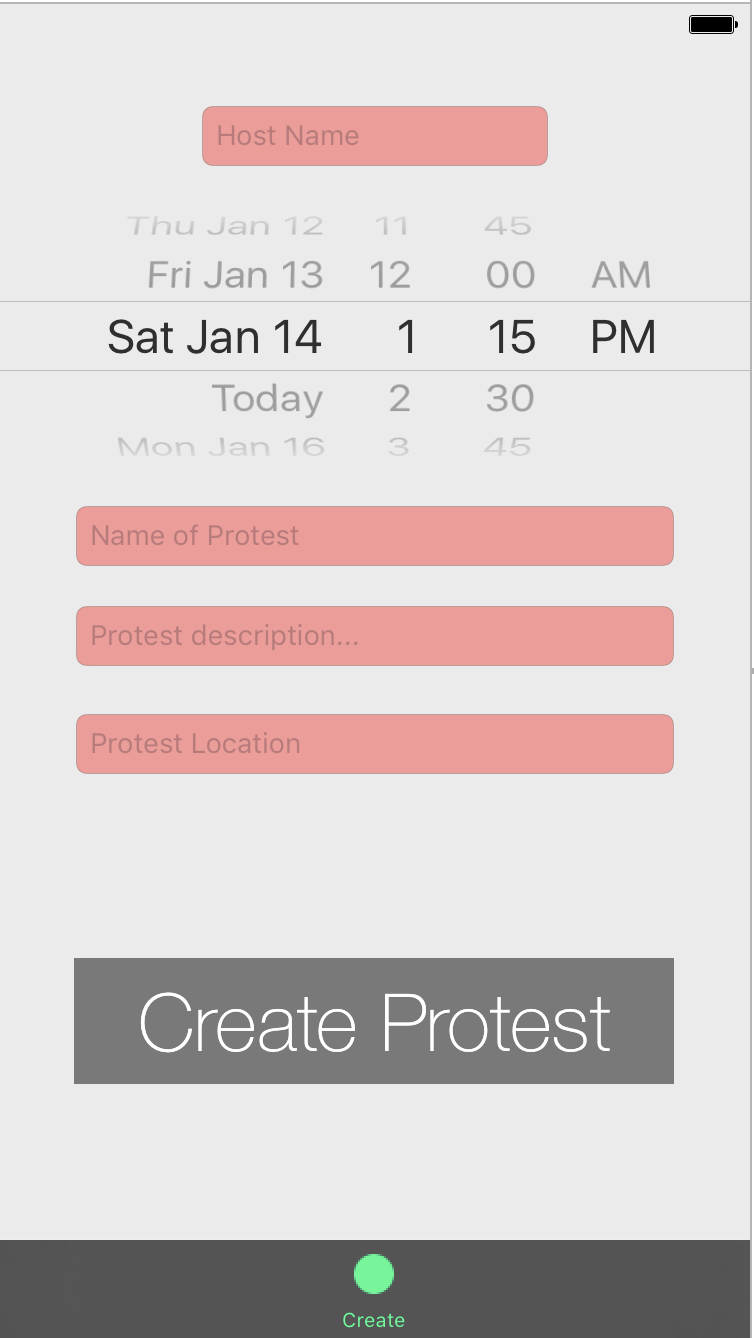 Host Name
Thu Jan 12 11 45
Fri Jan 13 12 00 AM
Sat Jan 14 1 15 PM
Today 2 30
Mon Jan 16 3 45
Name of Protest
Protest description...
Protest Location
Create Protest
Create